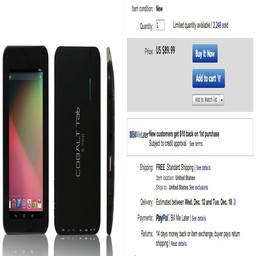 Item condition: New
Quantity: 1 Limited quantity available / 2,248 sold
Price: US $89.99
Buy It Now
Add to cart
Add to Watch list
New customers get $10 back on 1st purchase
Subject to credit approval. See terms
Shipping: FREE Standard Shipping | See details
Item location: United States
Ships to: United States See exclusions
Delivery: Estimated between Wed. Dec. 12 and Tue. Dec. 18
Payments: PayPal, Bill Me Later | See details
Returns: 14 days money back or item exchange, buyer pays return
shipping | Read details
COBALT Tab